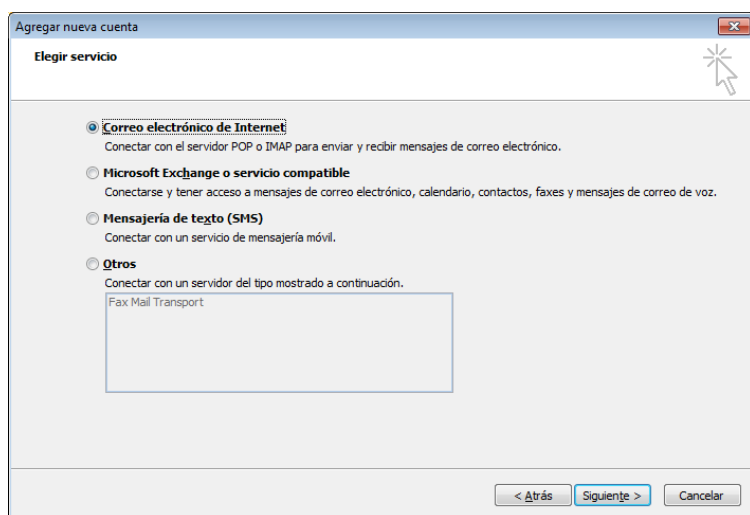 Agregar nueva cuenta
Elegir servicio
Correo electrónico de Internet
Conectar con el servidor POP o IMAP para enviar y recibir mensajes de correo electrónico.
Microsoft Exchange o servicio compatible
Conectarse y tener acceso a mensajes de correo electrónico, calendario, contactos, faxes y mensajes de correo de voz.
Mensajería de texto (SMS)
Conectar con un servicio de mensajería móvil.
Otros
Conectar con un servidor del tipo mostrado a continuación.
Fax Mail Transport
< Atrás Siguiente > Cancelar